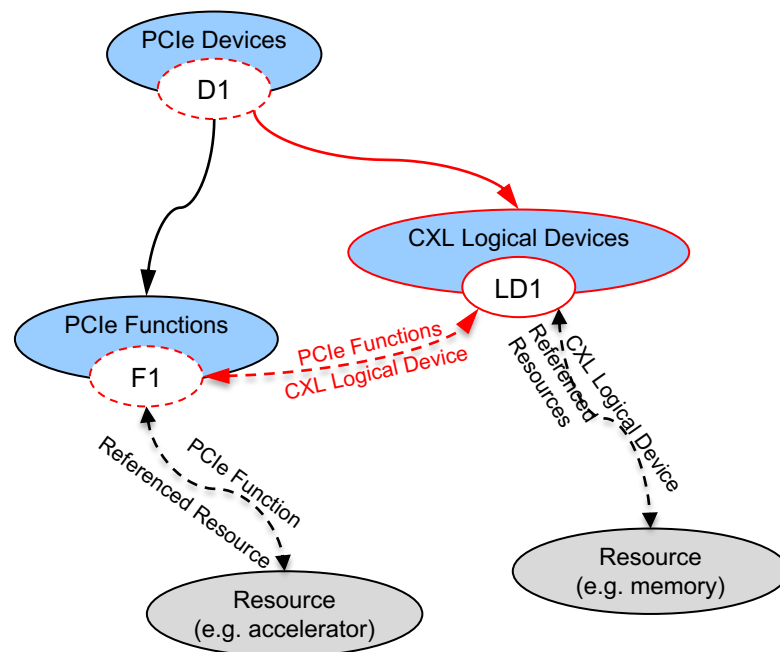 PCIe Devices
D1
CXL Logical Devices
LD1
PCIe Functions
F1
PCIe Functions
CXL Logical Device
CXL Logical Device
Referenced
Resources
PCIe Function
Referenced Resource
Resource
(e.g. memory)
Resource
(e.g. accelerator)